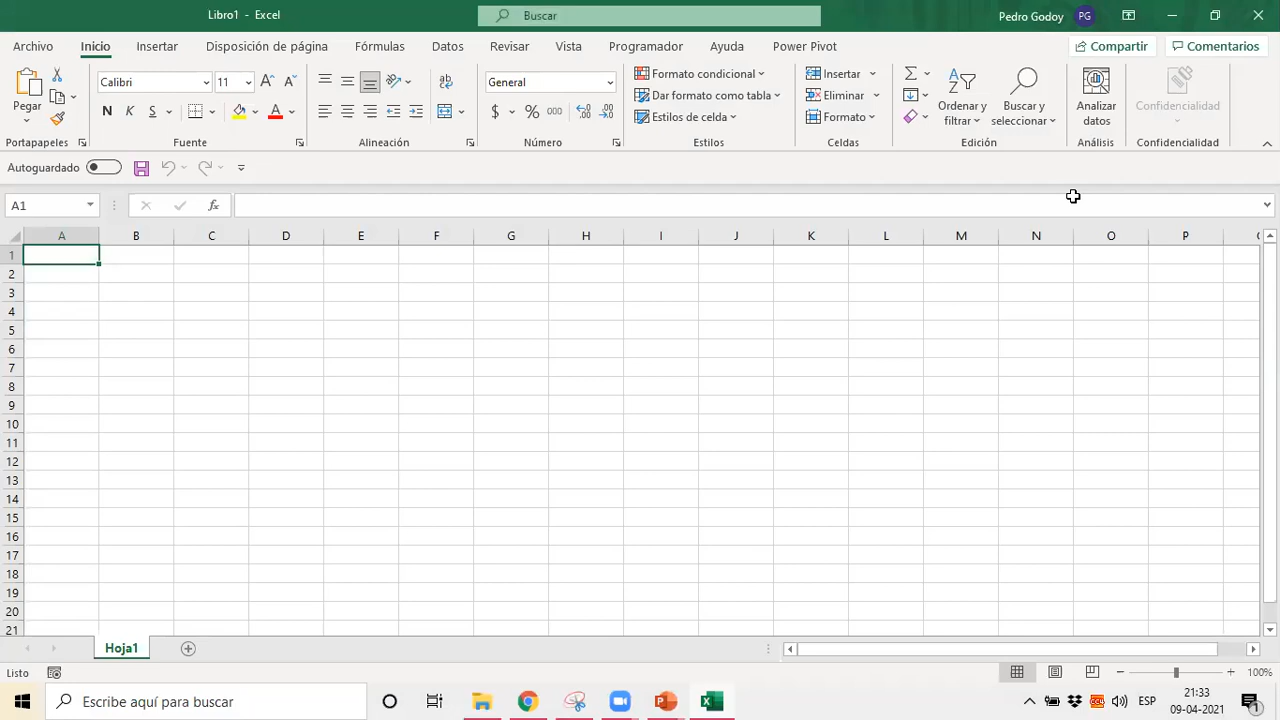 Libro1 - Excel
Buscar
Pedro Godoy PG
Archivo Inicio Insertar Disposición de página Fórmulas Datos Revisar Vista Programador Ayuda Power Pivot Compartir Comentarios
Pegar
Calibri 11
N K S
A A
ab
General
$ % 000
Formato condicional
Dar formato como tabla
Estilos de celda
Insertar
Eliminar
Formato
Ordenar y filtrar
Buscar y seleccionar
Analizar datos
Confidencialidad
Portapapeles Fuente Alineación Número Estilos Celdas Edición Análisis Confidencialidad
Autoguardado
A1 fx
A B C D E F G H I J K L M N O P
1
2
3
4
5
6
7
8
9
10
11
12
13
14
15
16
17
18
19
20
21
Hoja1
Listo 100%
Escribe aquí para buscar
ESP
21:33
09-04-2021
1